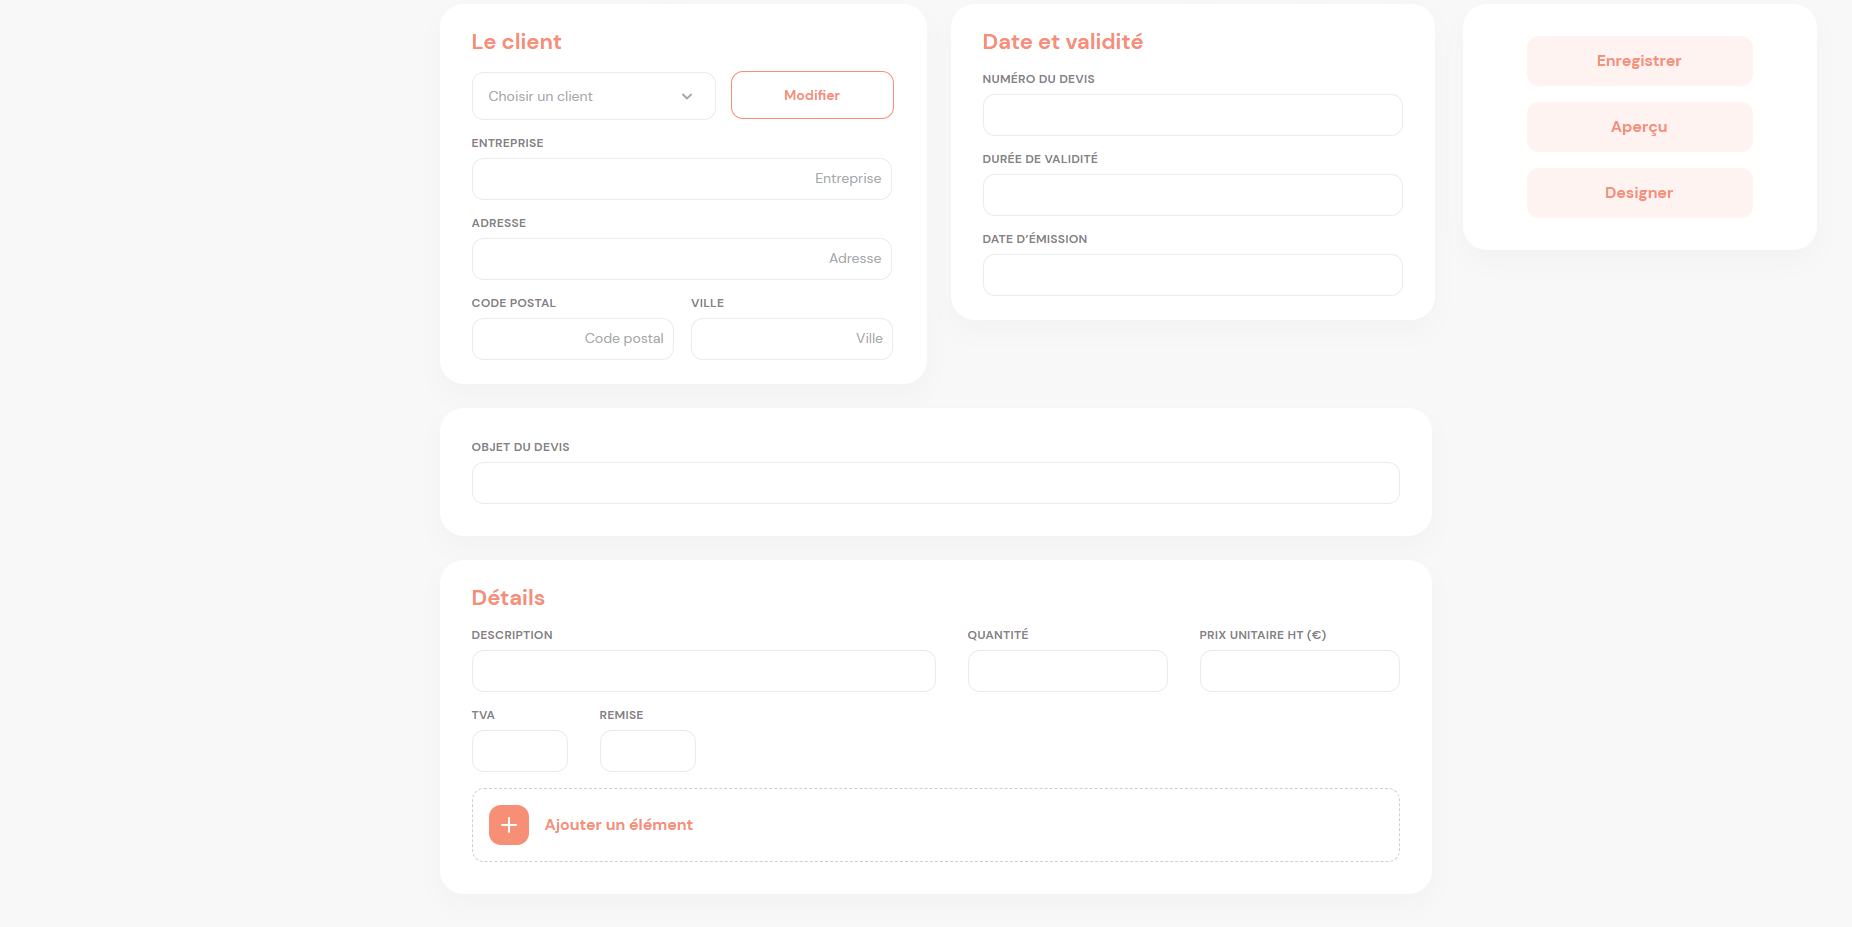 Le client
Choisir un client
Modifier
ENTREPRISE
Entreprise
ADRESSE
Adresse
CODE POSTAL
VILLE
Code postal
Ville
Date et validité
NUMÉRO DU DEVIS
DURÉE DE VALIDITÉ
DATE D’ÉMISSION
Enregistrer
Aperçu
Designer
OBJET DU DEVIS
Détails
DESCRIPTION
QUANTITÉ
PRIX UNITAIRE HT (€)
TVA
REMISE
Ajouter un élément